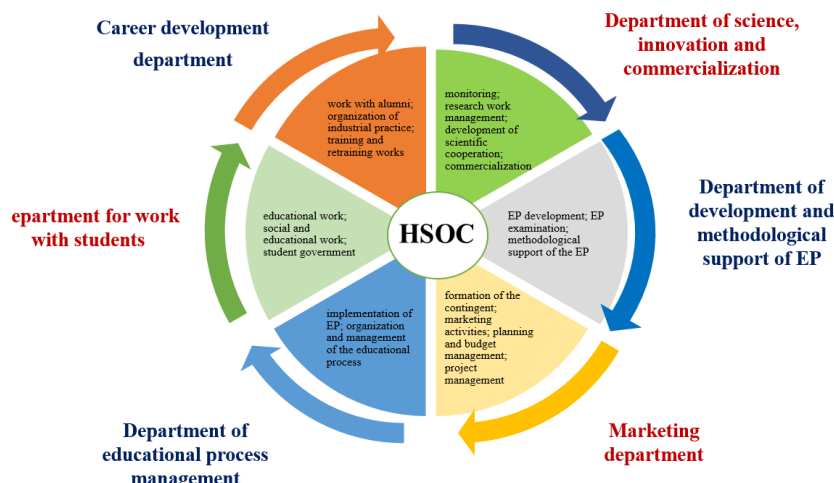 Career development
department
Department of science,
innovation and
commercialization
work with alumni;
organization of
industrial practice;
training and
retraining works
monitoring;
research work
management;
development of
scientific
cooperation;
commercialization
epartment for work
with students
educational work;
social and
educational work;
student government
HSOC
EP development; EP
examination;
methodological
support of the EP
Department of
development and
methodological
support of EP
implementation of
EP; organization
and management
of the educational
process
formation of the
contingent;
marketing
activities; planning
and budget
management;
project
management
Department of
educational process
management
Marketing
department